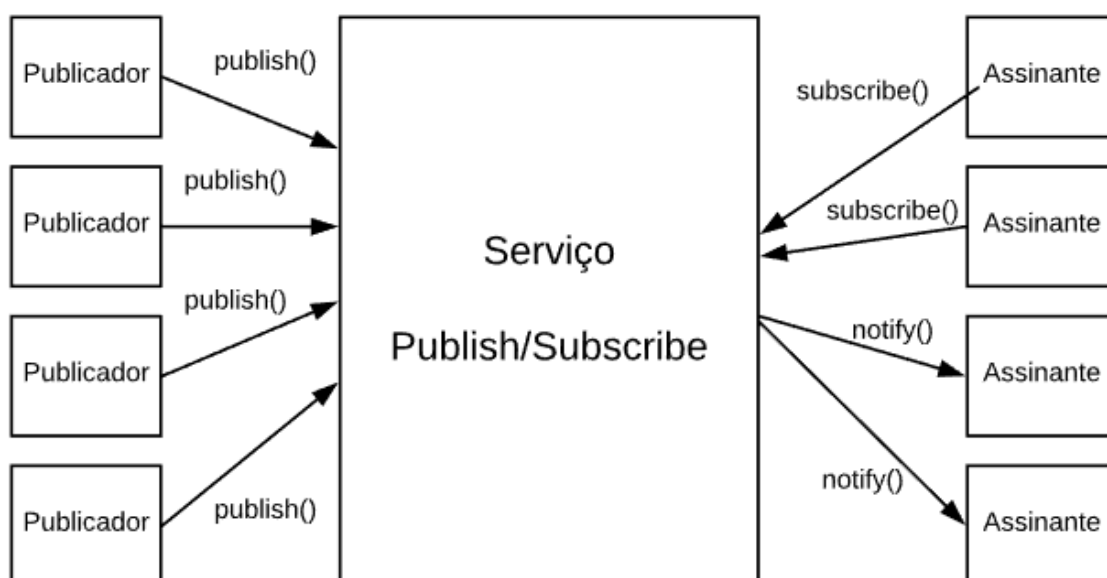 Publicador
publish()
Assinante
subscribe()
Publicador
publish()
Assinante
subscribe()
Serviço
Publish/Subscribe
Publicador
publish()
Assinante
notify()
Publicador
publish()
Assinante
notify()